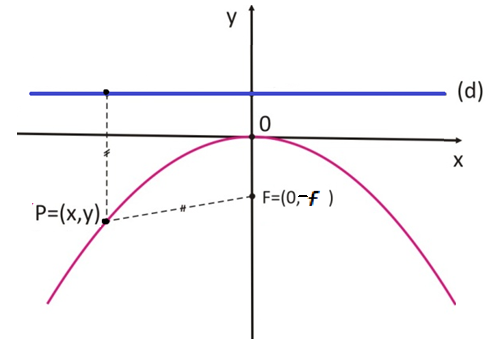 y
(d)
0
x
P=(x,y)
F=(0,-f )